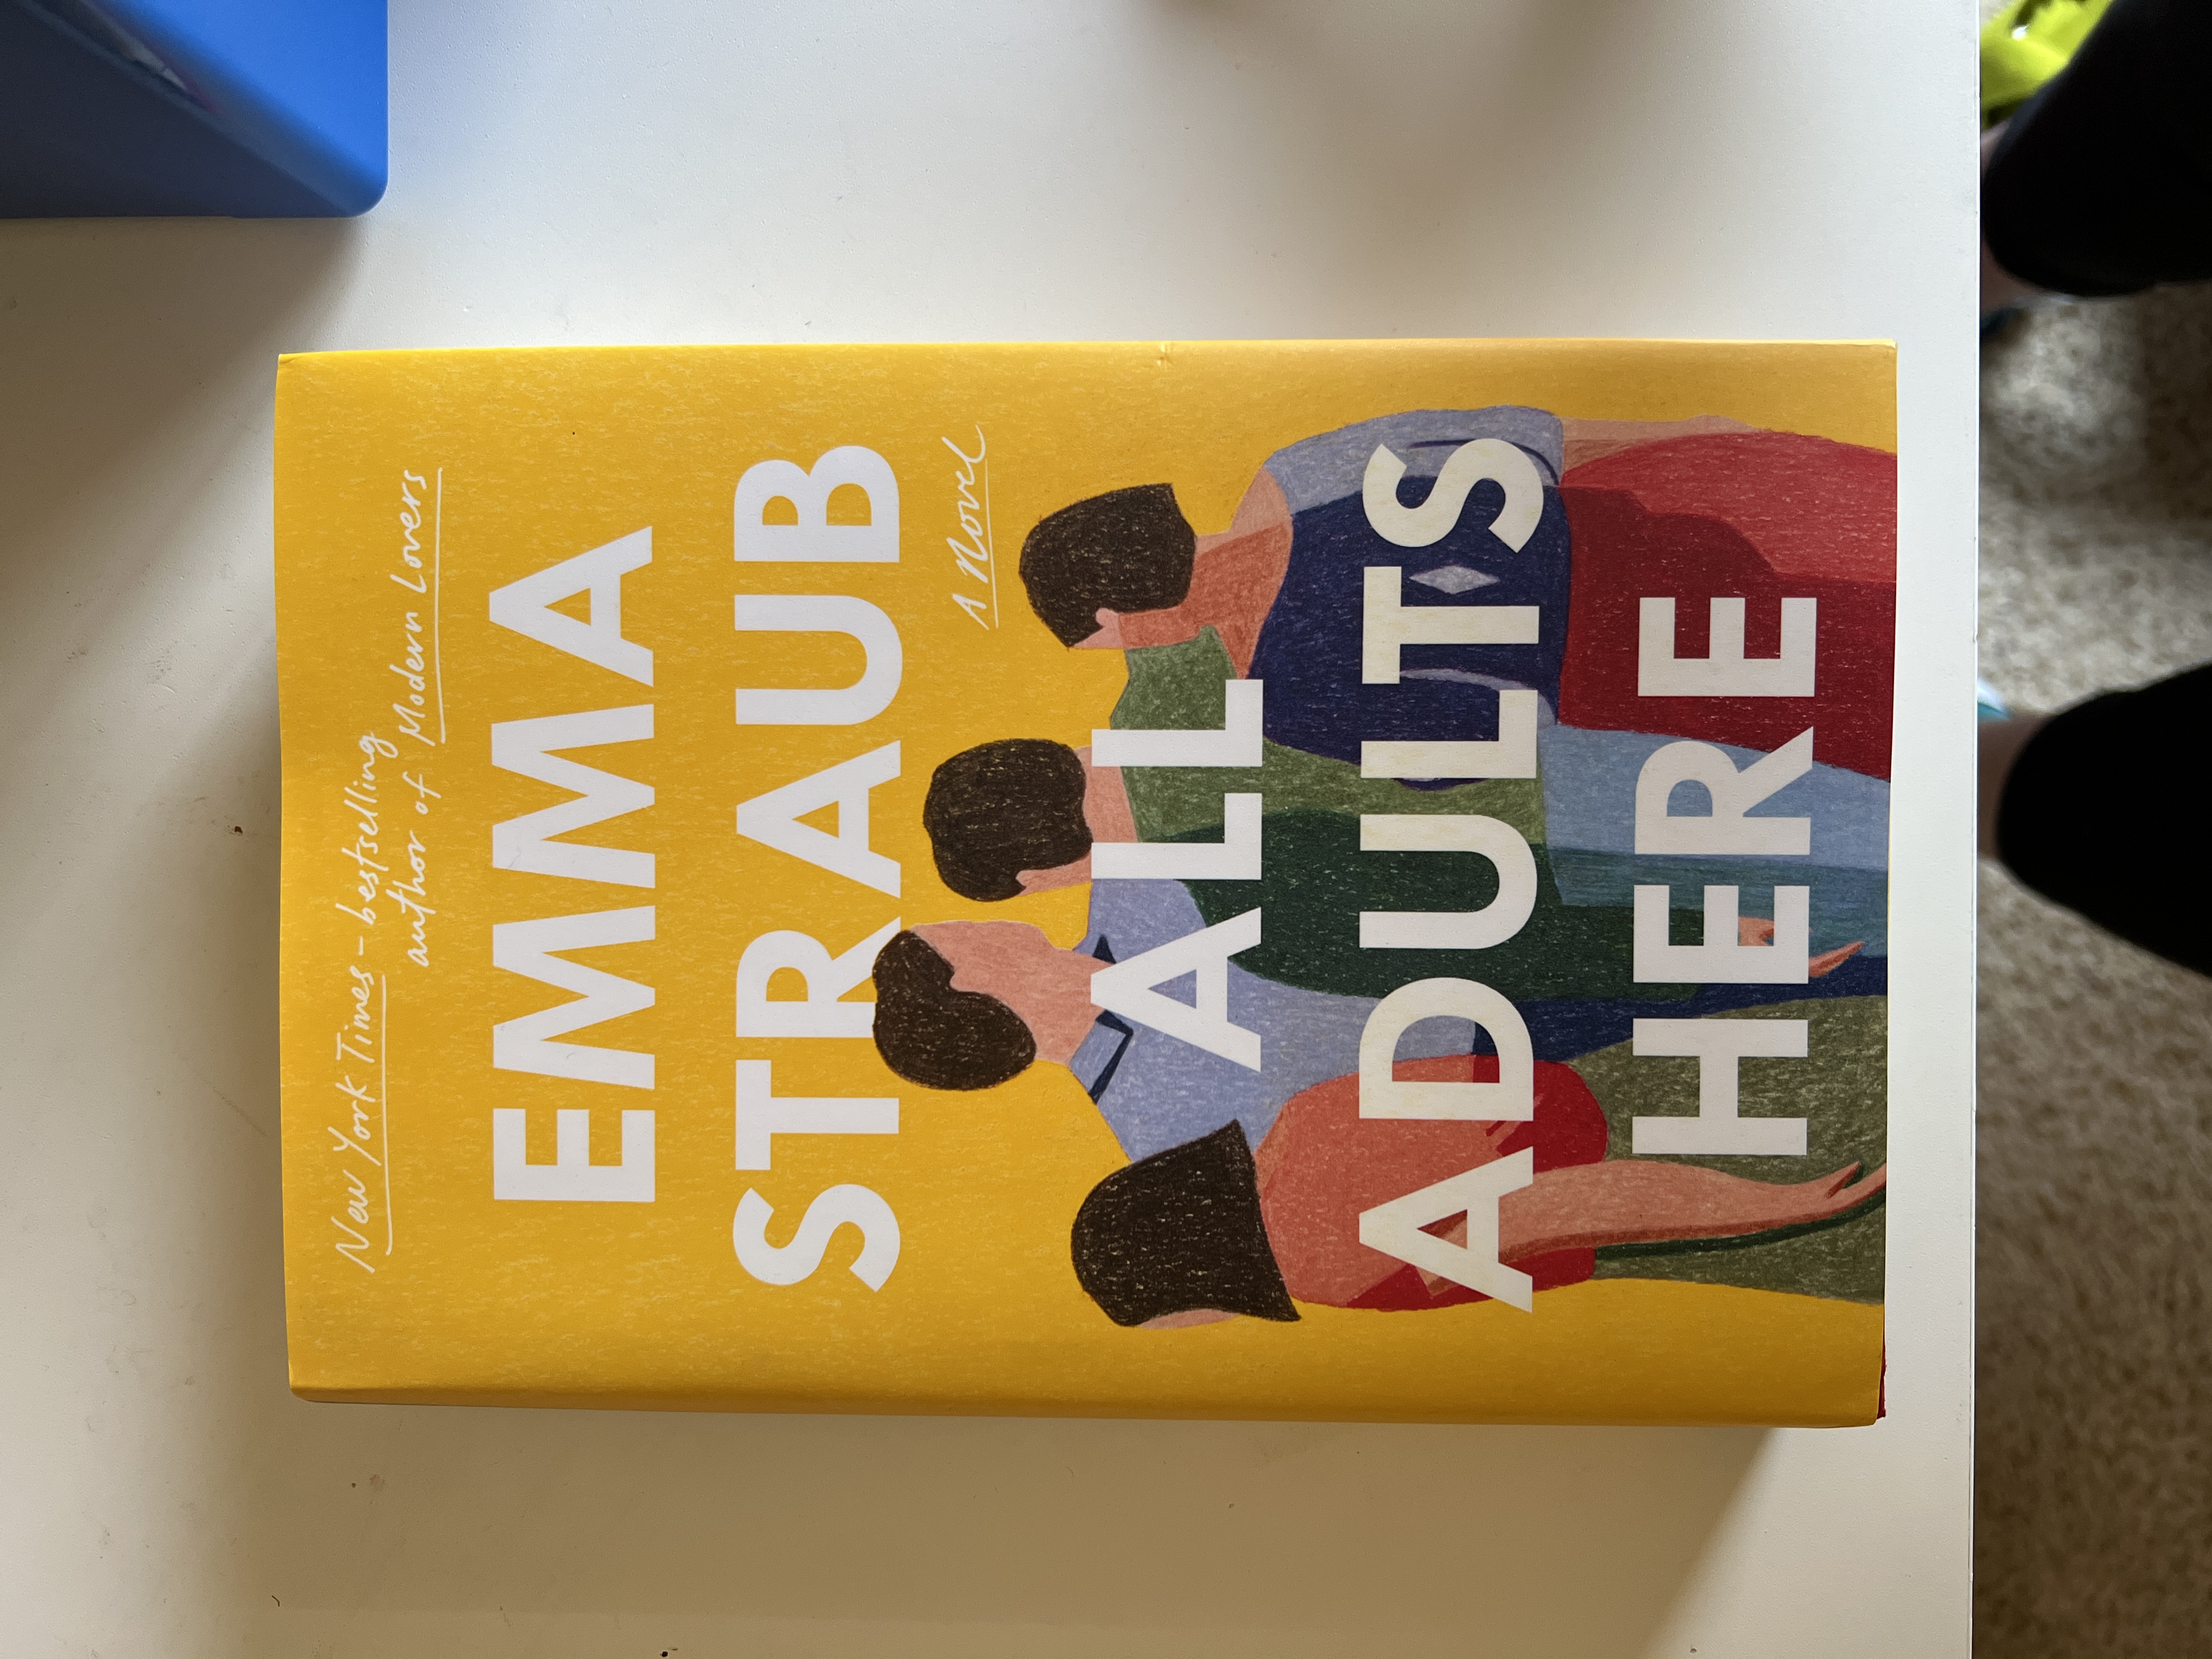 New York Times-bestselling
author of Modern Lovers
EMMA
STRAUB
A Novel
ALL
ADULTS
HERE